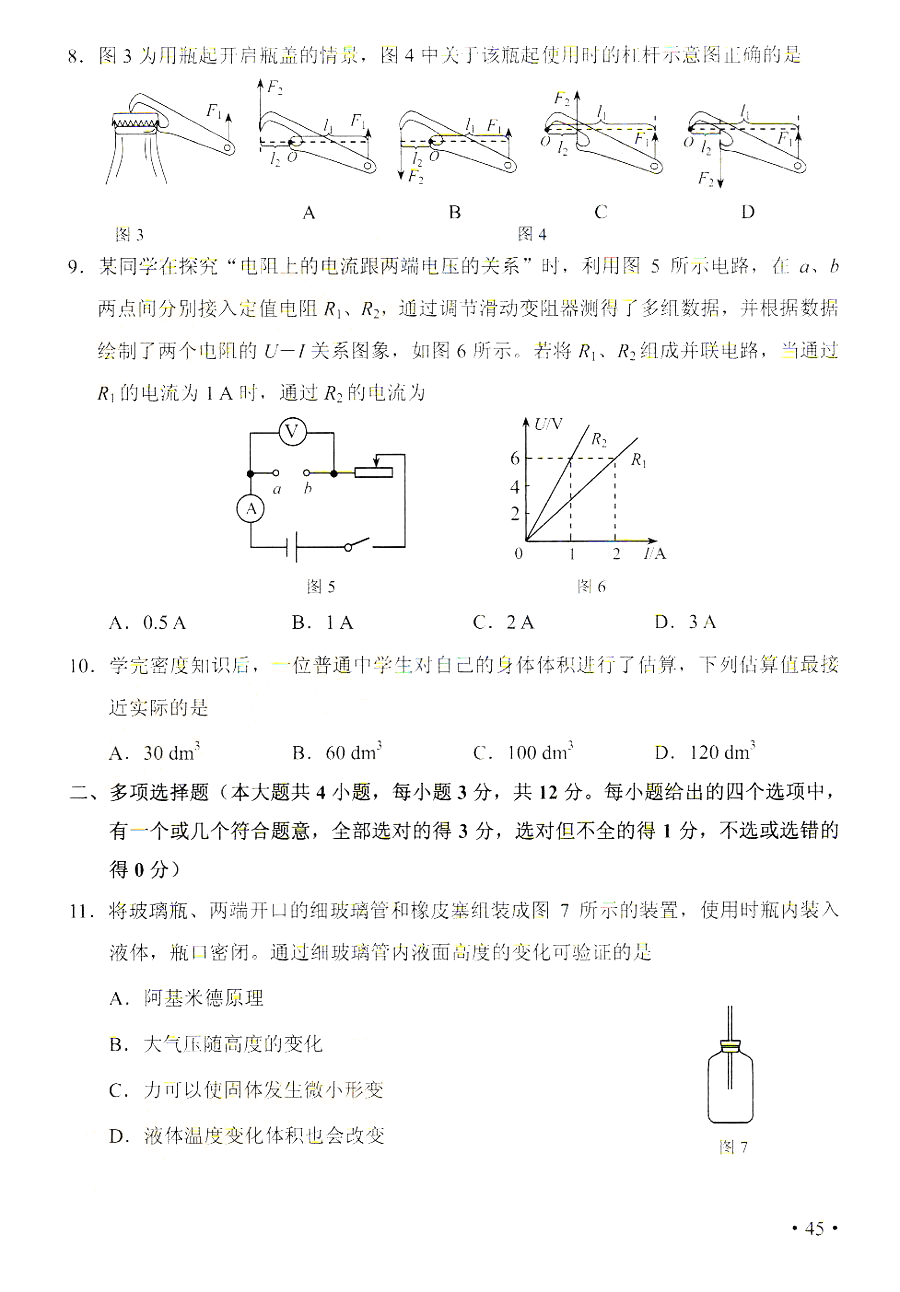 8．图 3 为用瓶起开启瓶盖的情景，图 4 中关于该瓶起使用时的杠杆示意图正确的是
F1
F2 l1 F1 l2 O
l1 F1 l2 O F2
F2 l1 O l2 F1
l1 O l2 F1 F2
A B C D
图 3 图 4
9．某同学在探究“电阻上的电流跟两端电压的关系”时，利用图 5 所示电路，在 a、b
两点间分别接入定值电阻 R1、R2，通过调节滑动变阻器测得了多组数据，并根据数据
绘制了两个电阻的 U－I 关系图象，如图 6 所示。若将 R1、R2 组成并联电路，当通过
R1 的电流为 1 A 时，通过 R2 的电流为
V
a b
A
U/V
R2
6 R1
4
2
0 1 2 I/A
图 5 图 6
A．0.5 A B．1 A C．2 A D．3 A
10．学完密度知识后，一位普通中学生对自己的身体体积进行了估算，下列估算值最接
近实际的是
A．30 dm³ B．60 dm³ C．100 dm³ D．120 dm³
二、多项选择题（本大题共 4 小题，每小题 3 分，共 12 分。每小题给出的四个选项中，
有一个或几个符合题意，全部选对的得 3 分，选对但不全的得 1 分，不选或选错的
得 0 分）
11．将玻璃瓶、两端开口的细玻璃管和橡皮塞组装成图 7 所示的装置，使用时瓶内装入
液体，瓶口密闭。通过细玻璃管内液面高度的变化可验证的是
A．阿基米德原理
B．大气压随高度的变化
C．力可以使固体发生微小形变
D．液体温度变化体积也会改变
图 7
·45·